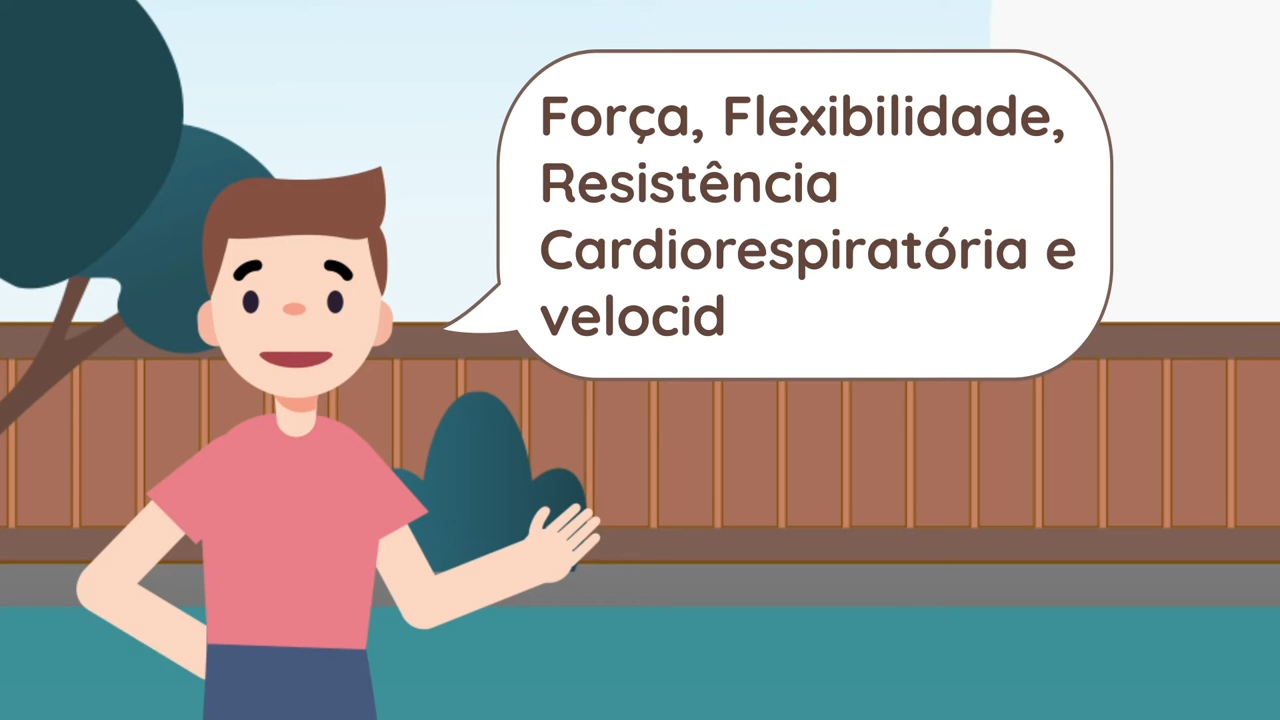 Força, Flexibilidade,
Resistência
Cardiorespiratória e
velocid